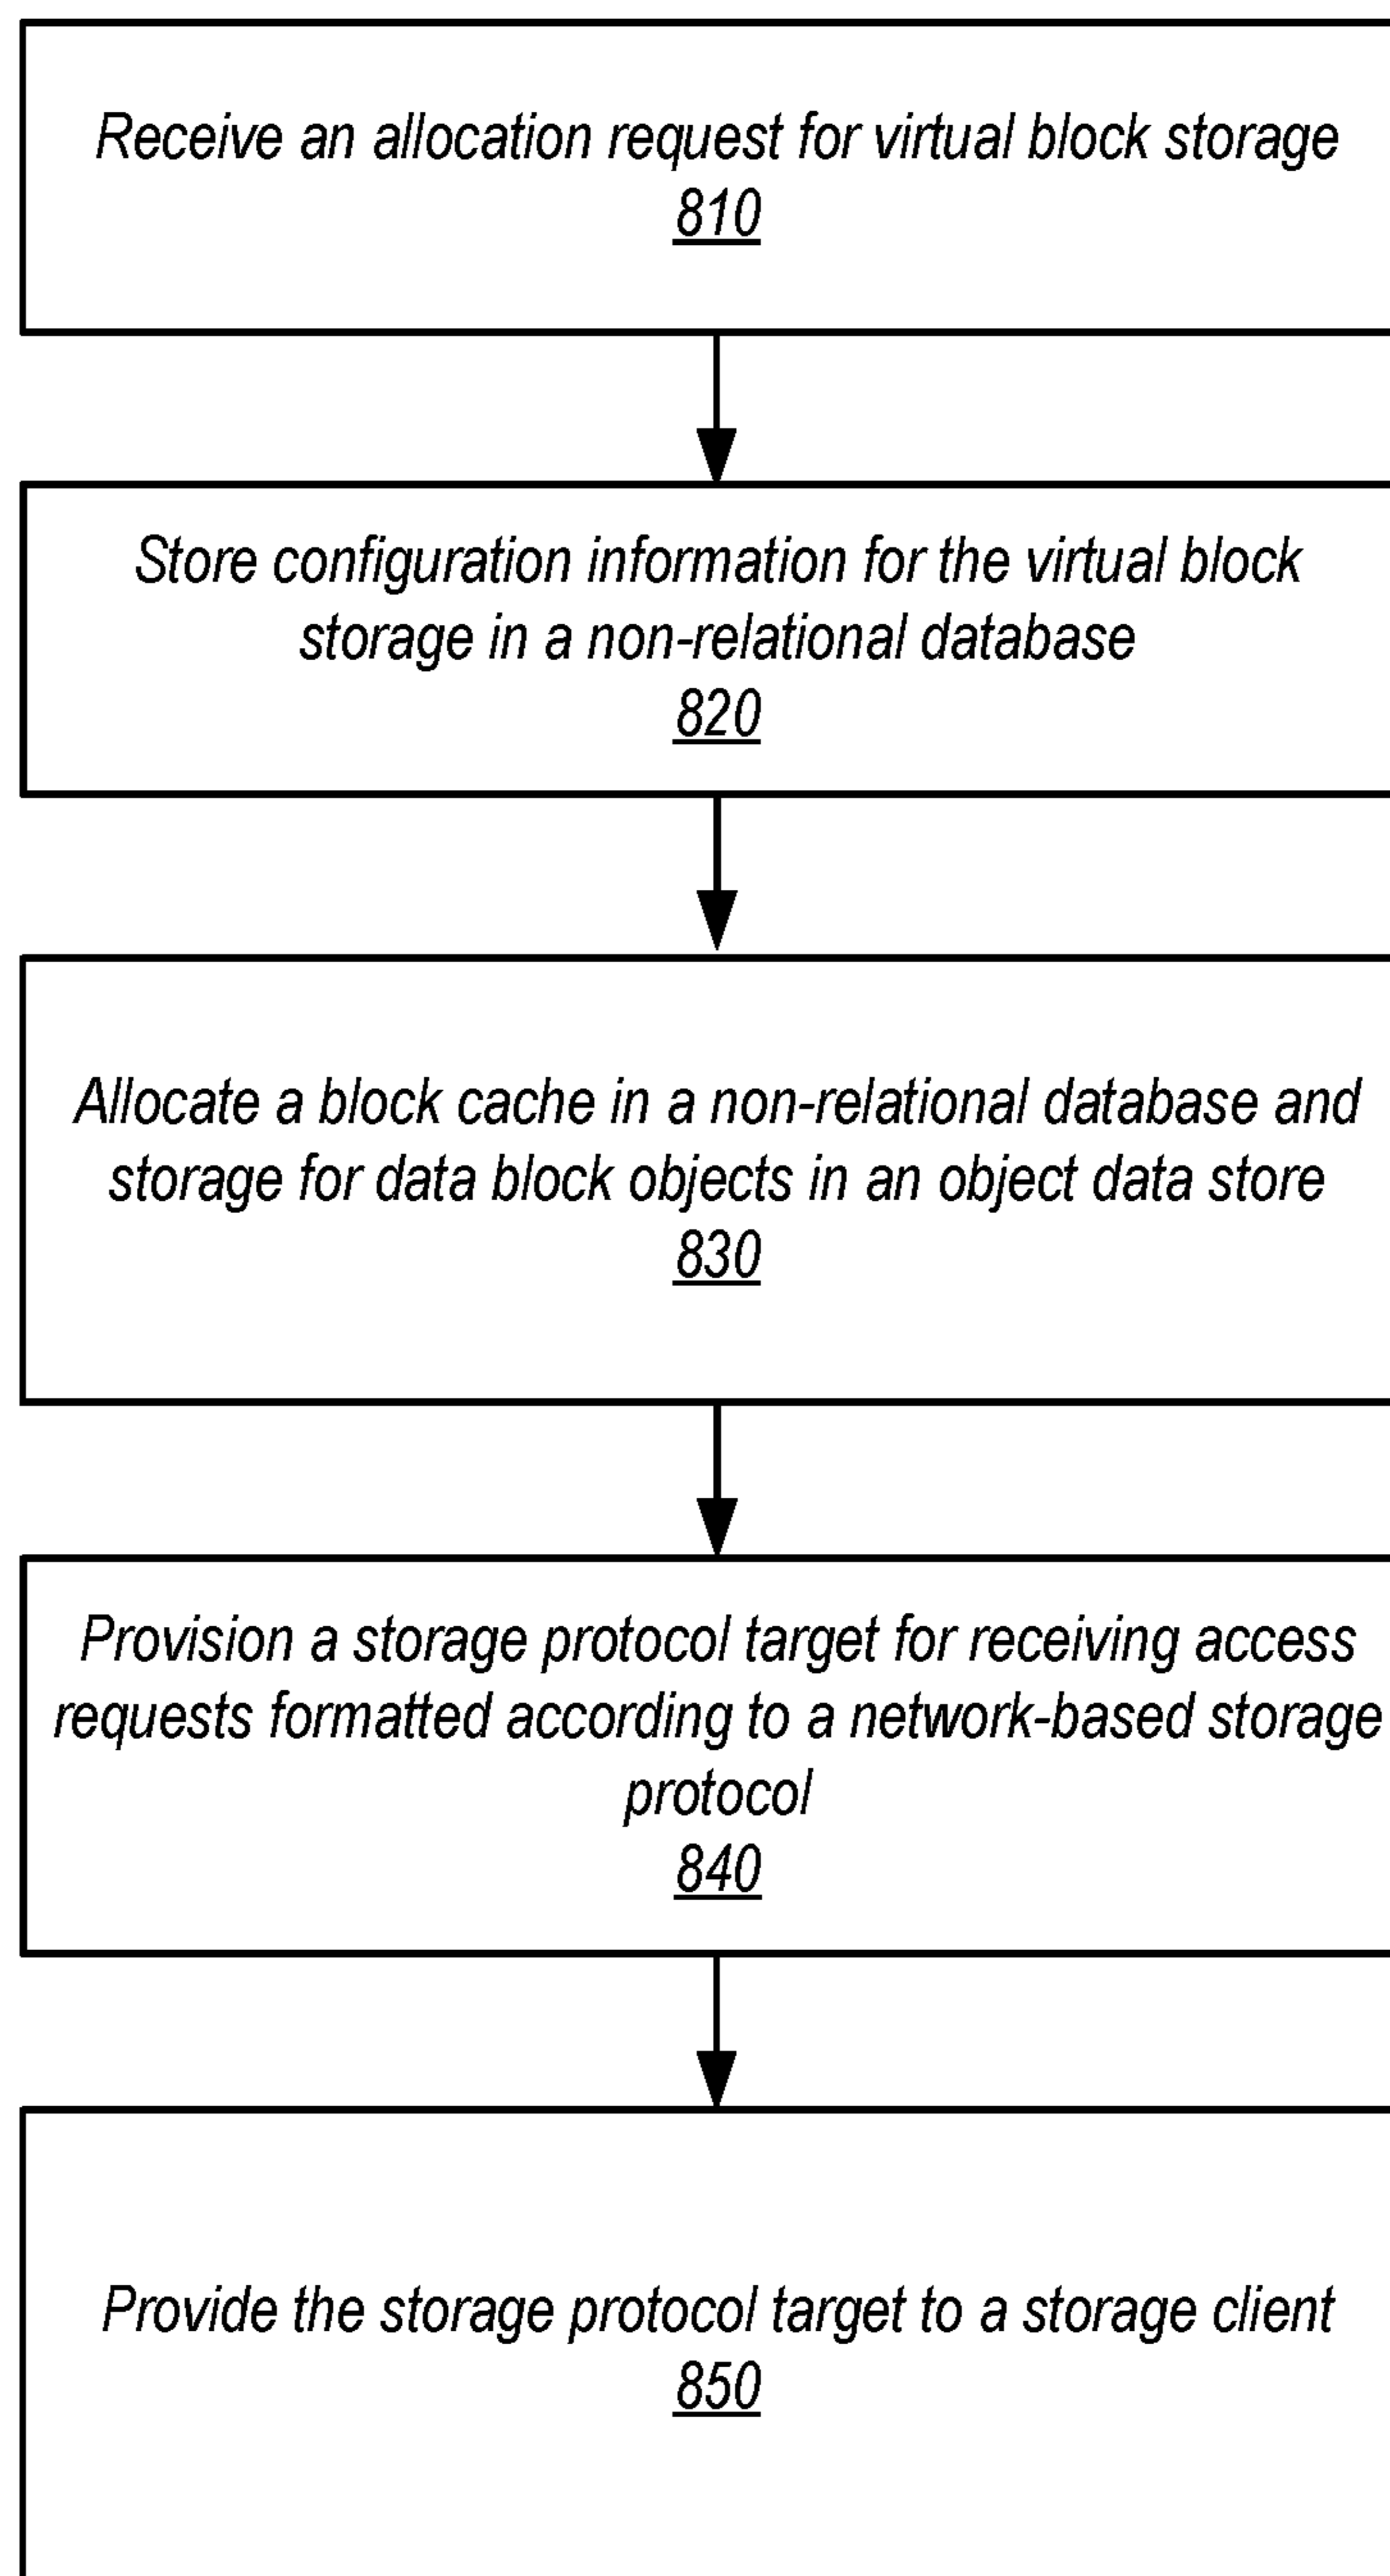 Receive an allocation request for virtual block storage
810
Store configuration information for the virtual block
storage in a non-relational database
820
Allocate a block cache in a non-relational database and
storage for data block objects in an object data store
830
Provision a storage protocol target for receiving access
requests formatted according to a network-based storage
protocol
840
Provide the storage protocol target to a storage client
850